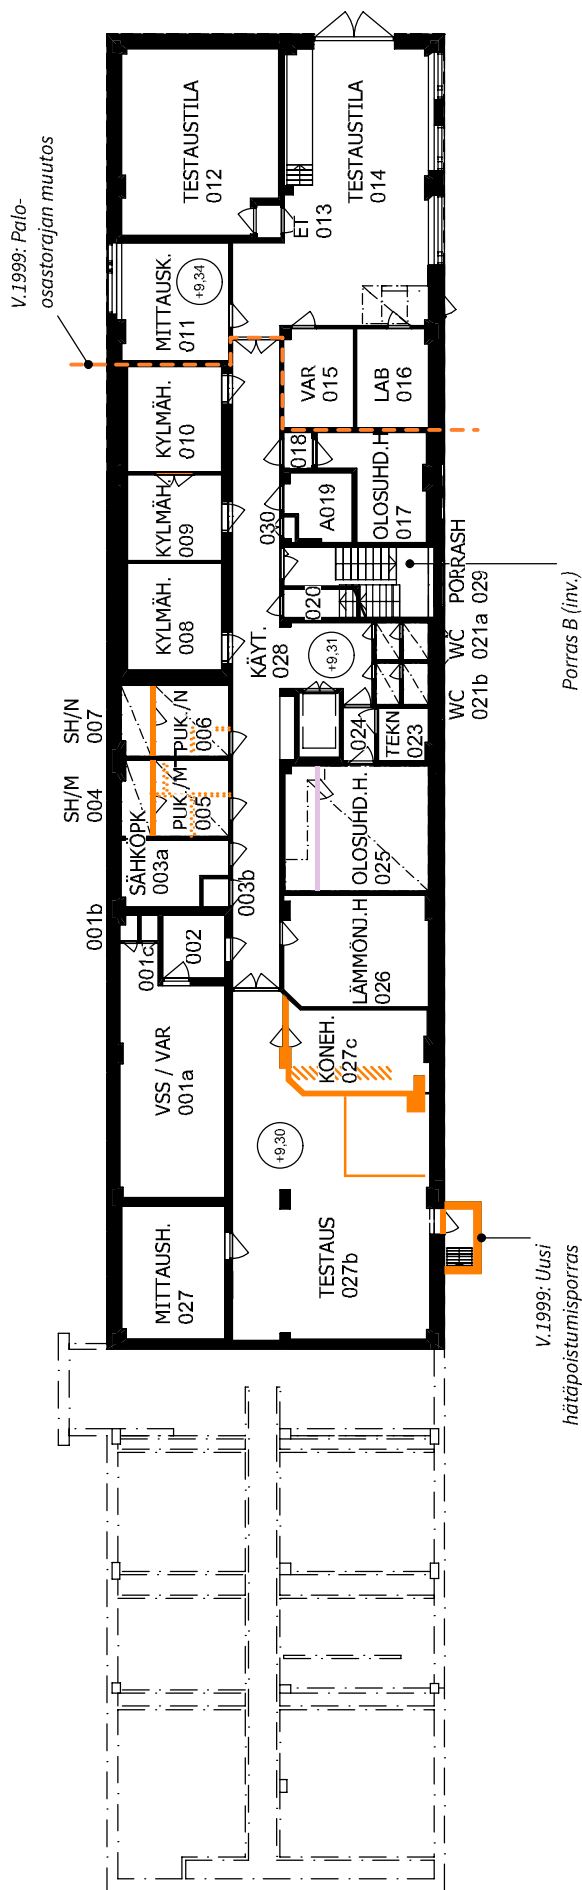 V.1999: Palo-
osastorajan muutos
TESTAUSTILA
012
TESTAUSTILA
014
ET
013
MITTAUSK.
011
+9,34
VAR
015
LAB
016
KYLMÄH.
010
018
OLOSUHD.H
017
KYLMÄH.
009
030
A019
KYLMÄH.
008
020
PORRASH
029
Porras B (inv.)
KÄYT.
028
+9,31
WC
021a
WC
021b
SH/N
007
PUK./N
006
024
TEKN
023
SH/M
004
PUK./M
005
OLOSUHD.H.
025
SÄHKÖPK
003a
003b
001b
001c
002
LÄMMÖNJ.H
026
VSS / VAR
001a
KONEH.
027c
+9,30
MITTAUSH.
027
TESTAUS
027b
V.1999: Uusi
hätäpoistumisporras